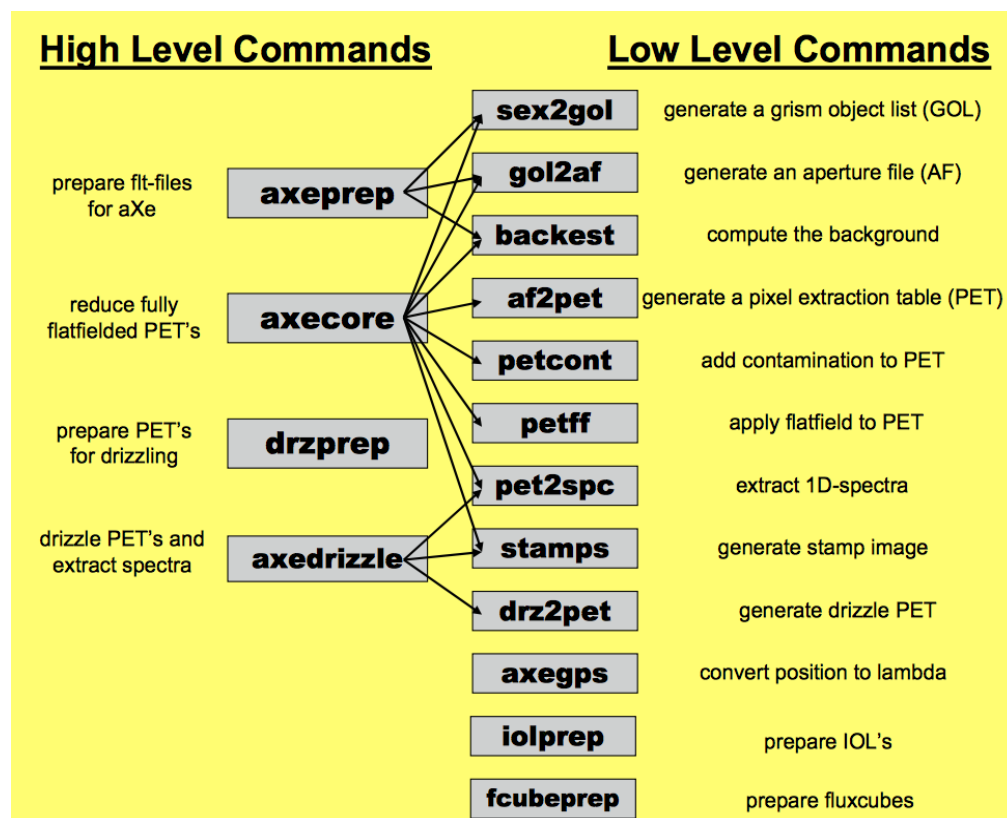 High Level Commands
Low Level Commands
prepare flt-files
for aXe
axeprep
reduce fully
flatfielded PET's
axecore
prepare PET's
for drizzling
drzprep
drizzle PET's and
extract spectra
axedrizzle
sex2gol
generate a grism object list (GOL)
gol2af
generate an aperture file (AF)
backest
compute the background
af2pet
generate a pixel extraction table (PET)
petcont
add contamination to PET
petff
apply flatfield to PET
pet2spc
extract 1D-spectra
stamps
generate stamp image
drz2pet
generate drizzle PET
axegps
convert position to lambda
iolprep
prepare IOL's
fcubeprep
prepare fluxcubes